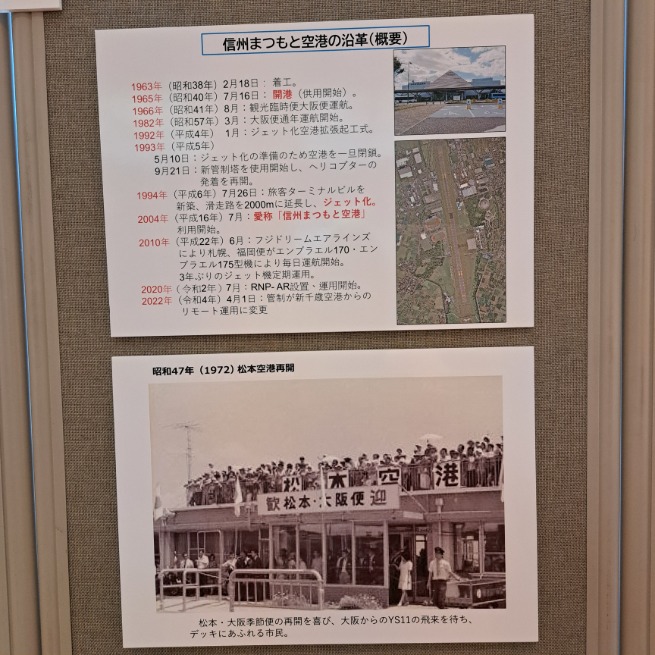 信州まつもと空港の沿革(概要)
1963年（昭和38年）2月18日： 着工。
1965年（昭和40年）7月16日： 開港（供用開始）。
1966年（昭和41年）8月：観光臨時便大阪便運航。
1982年（昭和57年）3月：大阪便通年運航開始。
1992年（平成4年） 1月：ジェット化空港拡張起工式。
1993年（平成5年）
5月10日：ジェット化の準備のため空港を一旦閉鎖。
9月21日：新管制塔を使用開始し、ヘリコプターの
発着を再開。
1994年（平成6年）7月26日：旅客ターミナルビルを
新築、滑走路を2000mに延長し、ジェット化。
2004年（平成16年）7月：愛称「信州まつもと空港」
利用開始。
2010年（平成22年）6月：フジドリームエアラインズ
により札幌、福岡便がエンブラエル170・エン
ブラエル175型機により毎日運航開始。
3年ぶりのジェット機定期運用。
2020年（令和2年）7月：RNP-AR設置・運用開始。
2022年（令和4年）4月1日：管制が新千歳空港からの
リモート運用に変更
昭和47年（1972）松本空港再開
松本空港
歓松本・大阪便迎
松本・大阪季節便の再開を喜び、大阪からのYS11の飛来を待ち、
デッキにあふれる市民。